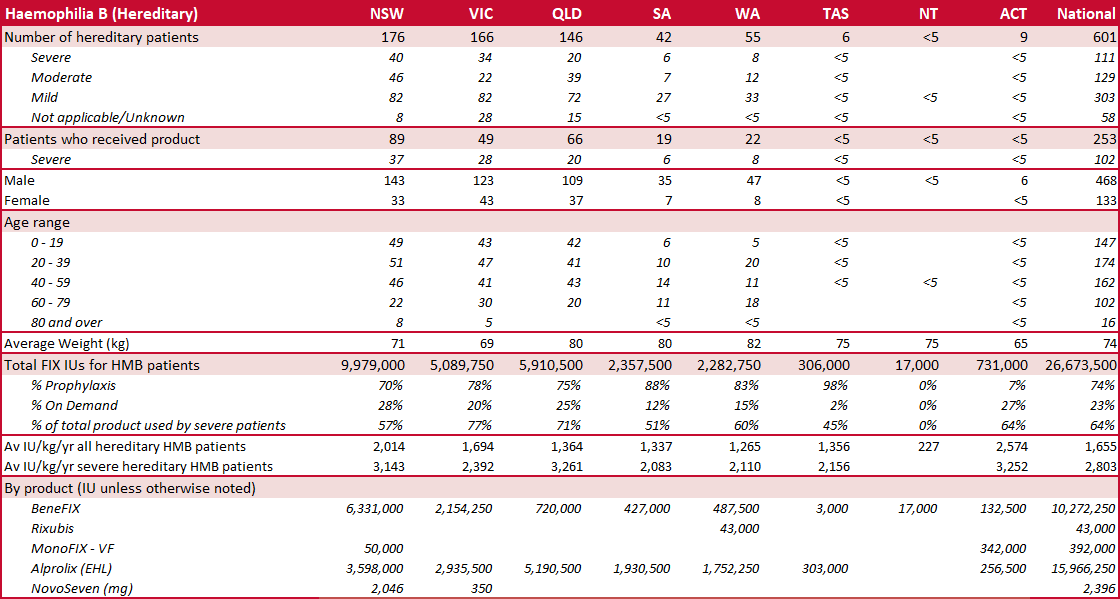 Haemophilia B (Hereditary) NSW VIC QLD SA WA TAS NT ACT National
Number of hereditary patients 176 166 146 42 55 6 <5 9 601
Severe 40 34 20 6 8 <5 <5 111
Moderate 46 22 39 7 12 <5 <5 129
Mild 82 82 72 27 33 <5 <5 <5 303
Not applicable/Unknown 8 28 15 <5 <5 <5 <5 58
Patients who received product 89 49 66 19 22 <5 <5 <5 253
Severe 37 28 20 6 8 <5 <5 102
Male 143 123 109 35 47 <5 <5 6 468
Female 33 43 37 7 8 <5 <5 133
Age range
0 - 19 49 43 42 6 5 <5 <5 147
20 - 39 51 47 41 10 20 <5 <5 174
40 - 59 46 41 43 14 11 <5 <5 <5 162
60 - 79 22 30 20 11 18 <5 102
80 and over 8 5 <5 <5 <5 16
Average Weight (kg) 71 69 80 80 82 75 75 65 74
Total FIX IUs for HMB patients 9,979,000 5,089,750 5,910,500 2,357,500 2,282,750 306,000 17,000 731,000 26,673,500
% Prophylaxis 70% 78% 75% 88% 83% 98% 0% 7% 74%
% On Demand 28% 20% 25% 12% 15% 2% 0% 27% 23%
% of total product used by severe patients 57% 77% 71% 51% 60% 45% 0% 64% 64%
Av IU/kg/yr all hereditary HMB patients 2,014 1,694 1,364 1,337 1,265 1,356 227 2,574 1,655
Av IU/kg/yr severe hereditary HMB patients 3,143 2,392 3,261 2,083 2,110 2,156 3,252 2,803
By product (IU unless otherwise noted)
BeneFIX 6,331,000 2,154,250 720,000 427,000 487,500 3,000 17,000 132,500 10,272,250
Rixubis 43,000 43,000
MonoFIX - VF 50,000 342,000 392,000
Alprolix (EHL) 3,598,000 2,935,500 5,190,500 1,930,500 1,752,250 303,000 256,500 15,966,250
NovoSeven (mg) 2,046 350 2,396